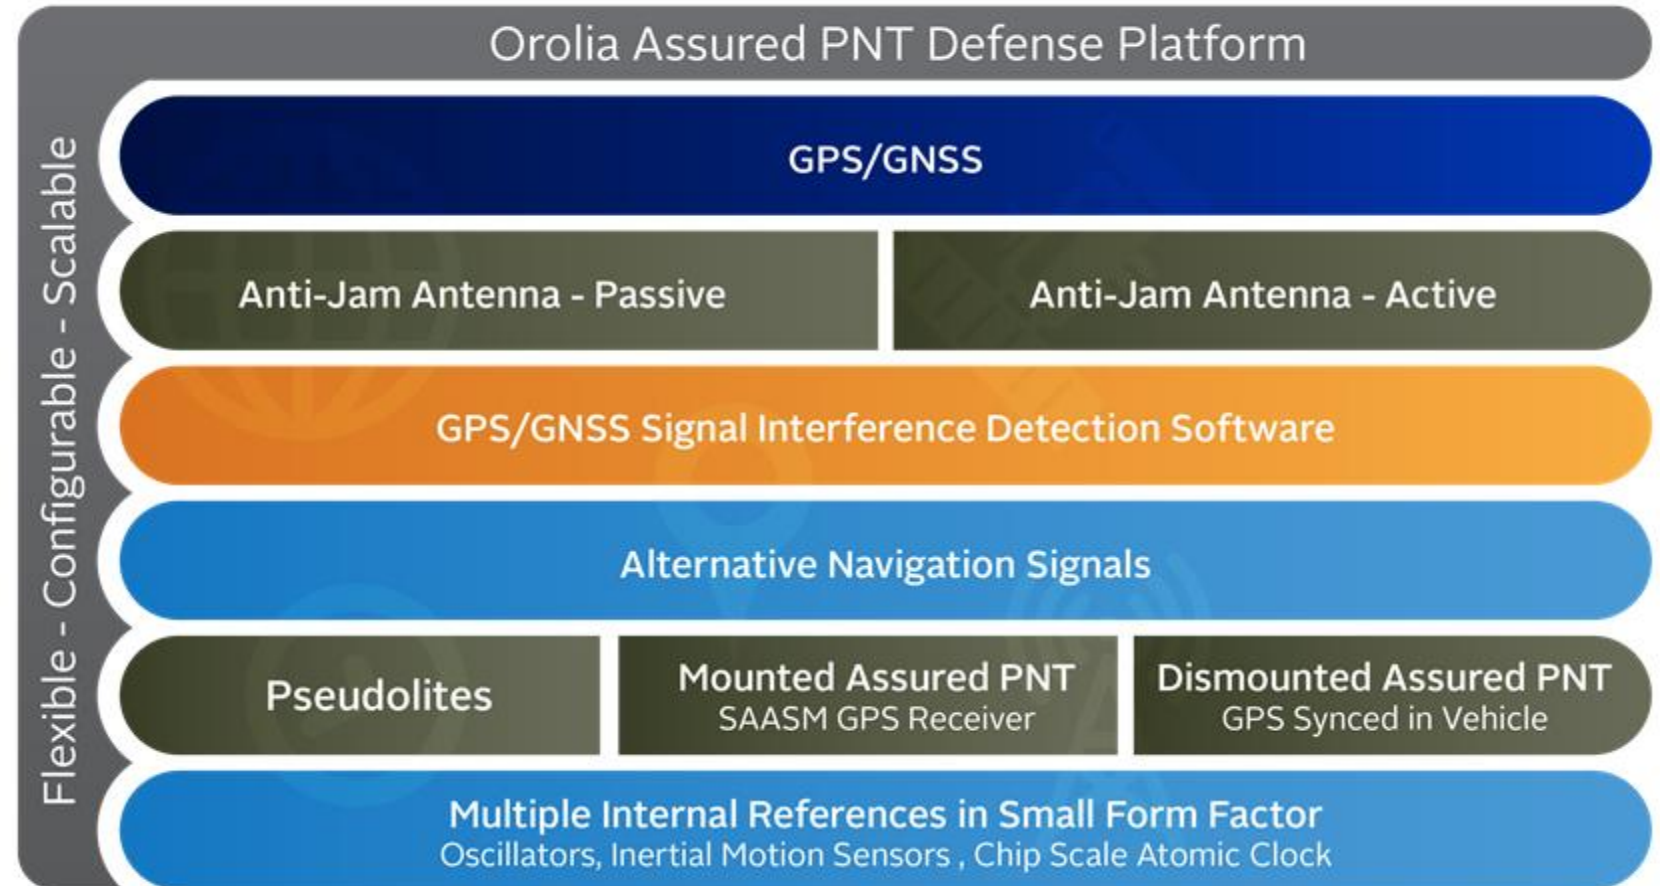 Orolia Assured PNT Defense Platform
Flexible - Configurable - Scalable
GPS/GNSS
Anti-Jam Antenna - Passive
Anti-Jam Antenna - Active
GPS/GNSS Signal Interference Detection Software
Alternative Navigation Signals
Pseudolites
Mounted Assured PNT
SAASM GPS Receiver
Dismounted Assured PNT
GPS Synced in Vehicle
Multiple Internal References in Small Form Factor
Oscillators, Inertial Motion Sensors , Chip Scale Atomic Clock